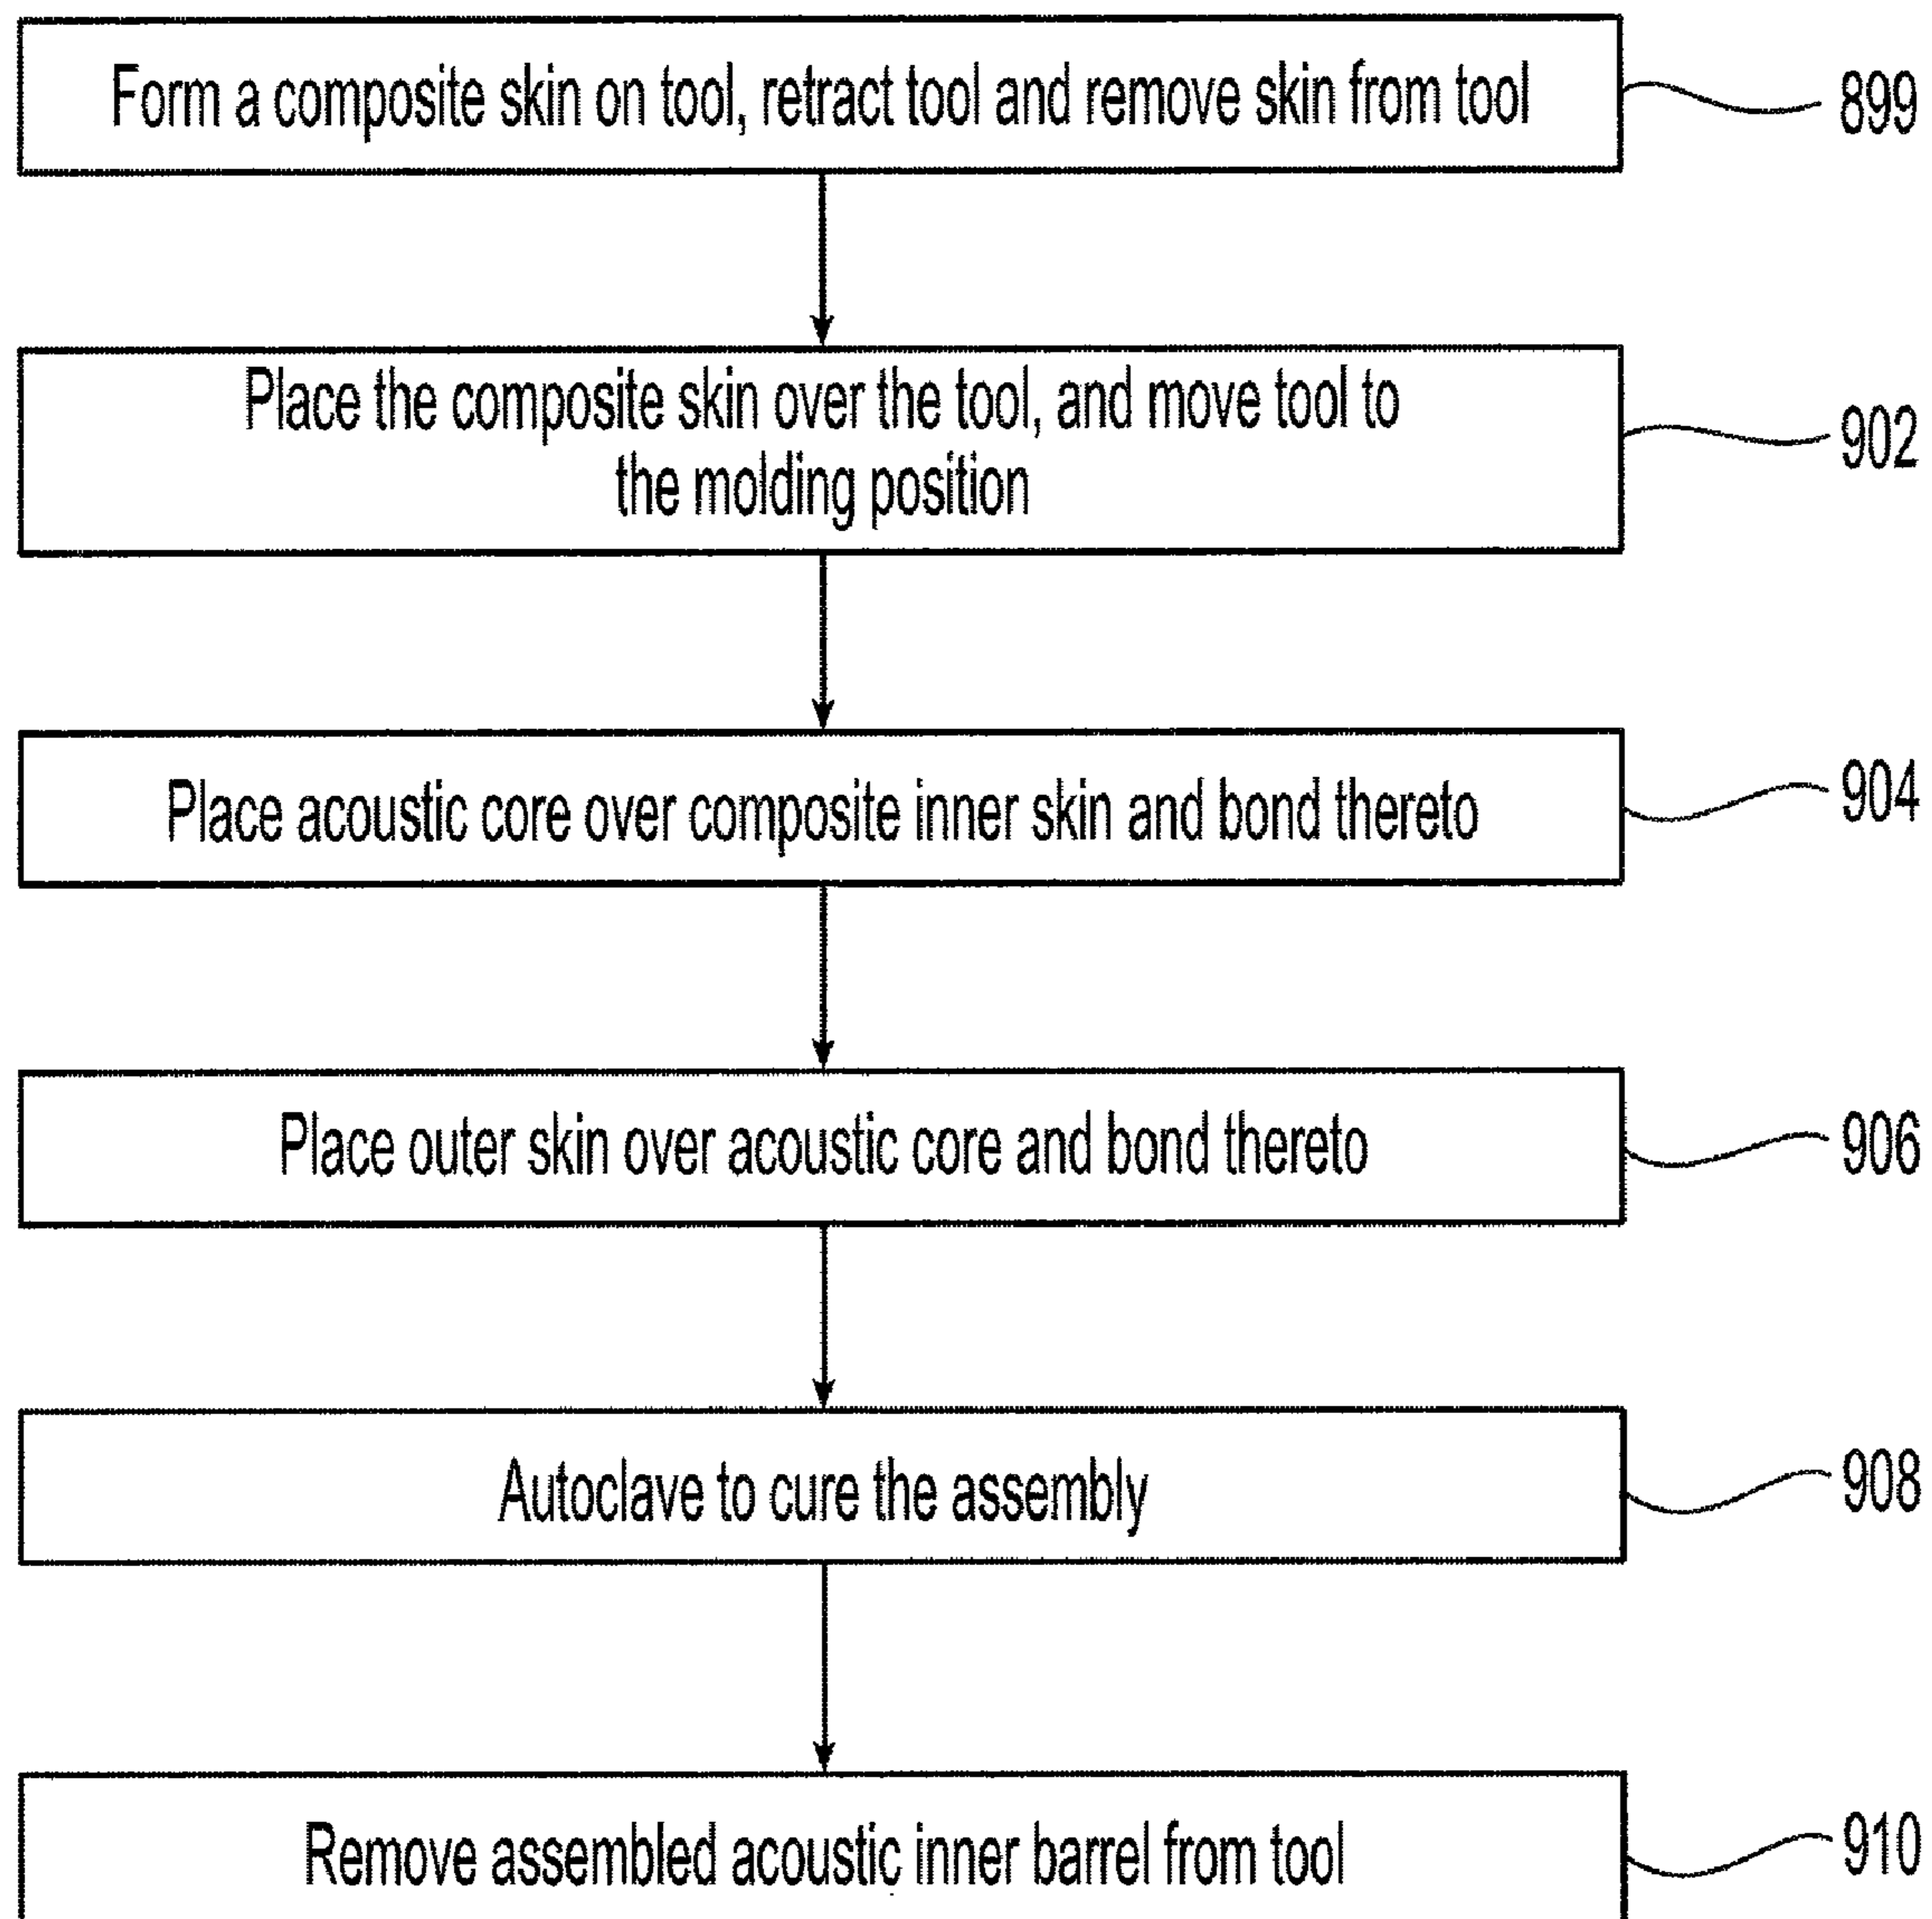 Form a composite skin on tool, retract tool and remove skin from tool
899
Place the composite skin over the tool, and move tool to
the molding position
902
Place acoustic core over composite inner skin and bond thereto
904
Place outer skin over acoustic core and bond thereto
906
Autoclave to cure the assembly
908
Remove assembled acoustic inner barrel from tool
910